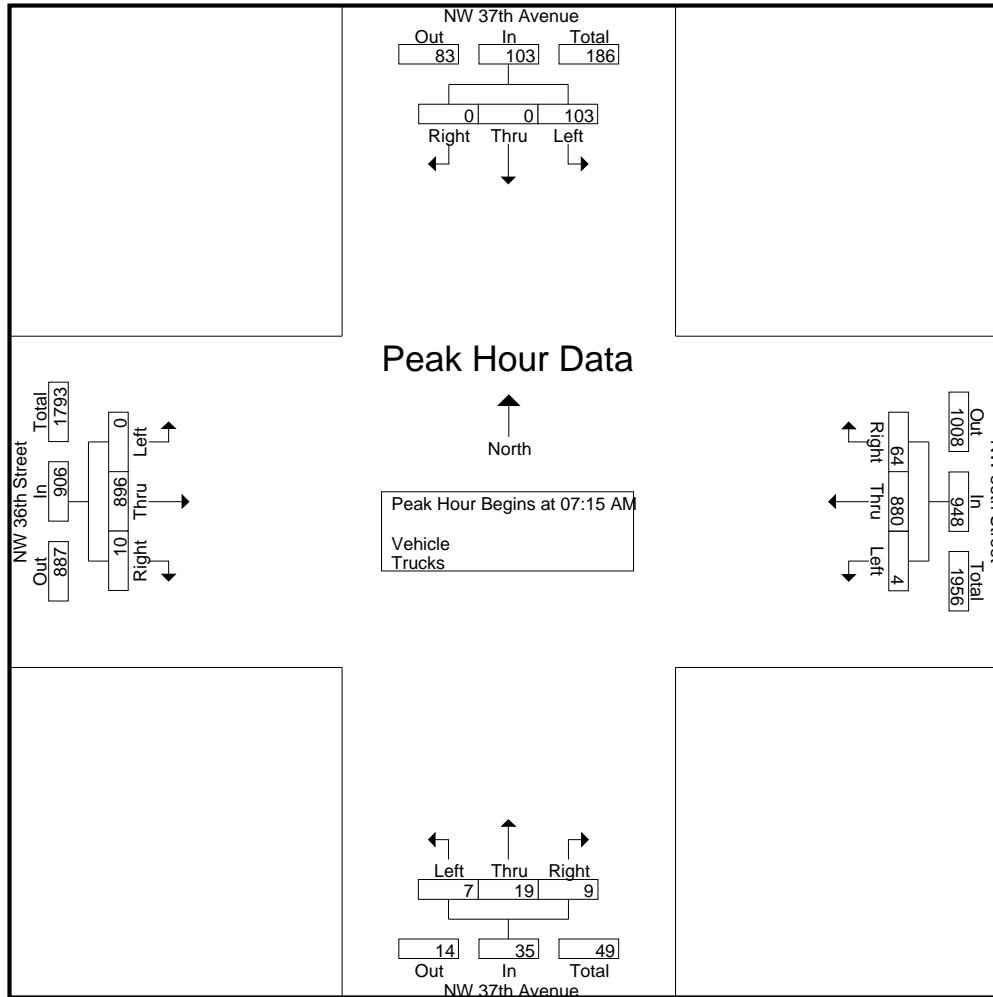 NW 37th Avenue
Out In Total
83 103 186
0 0 103
Right Thru Left
Peak Hour Data
North
Peak Hour Begins at 07:15 AM
Vehicle
Trucks
NW 36th Street
Total In Out
1793 906 887
0 896 10
Left Thru Right
Out In Total
1008 948 1956
64 880 4
Right Thru Left
Left Thru Right
7 19 9
14 35 49
Out In Total
NW 37th Avenue